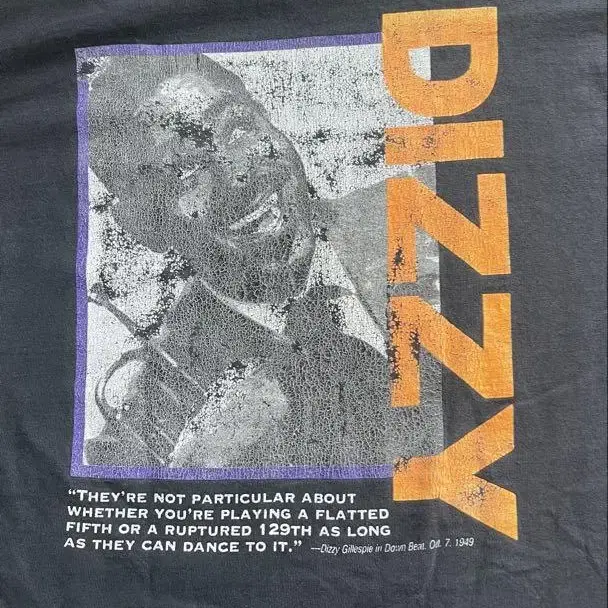 DIZZY
“THEY’RE NOT PARTICULAR ABOUT
WHETHER YOU’RE PLAYING A FLATTED
FIFTH OR A RUPTURED 129TH AS LONG
AS THEY CAN DANCE TO IT.” —Dizzy Gillespie in Down Beat. Oct. 7. 1949